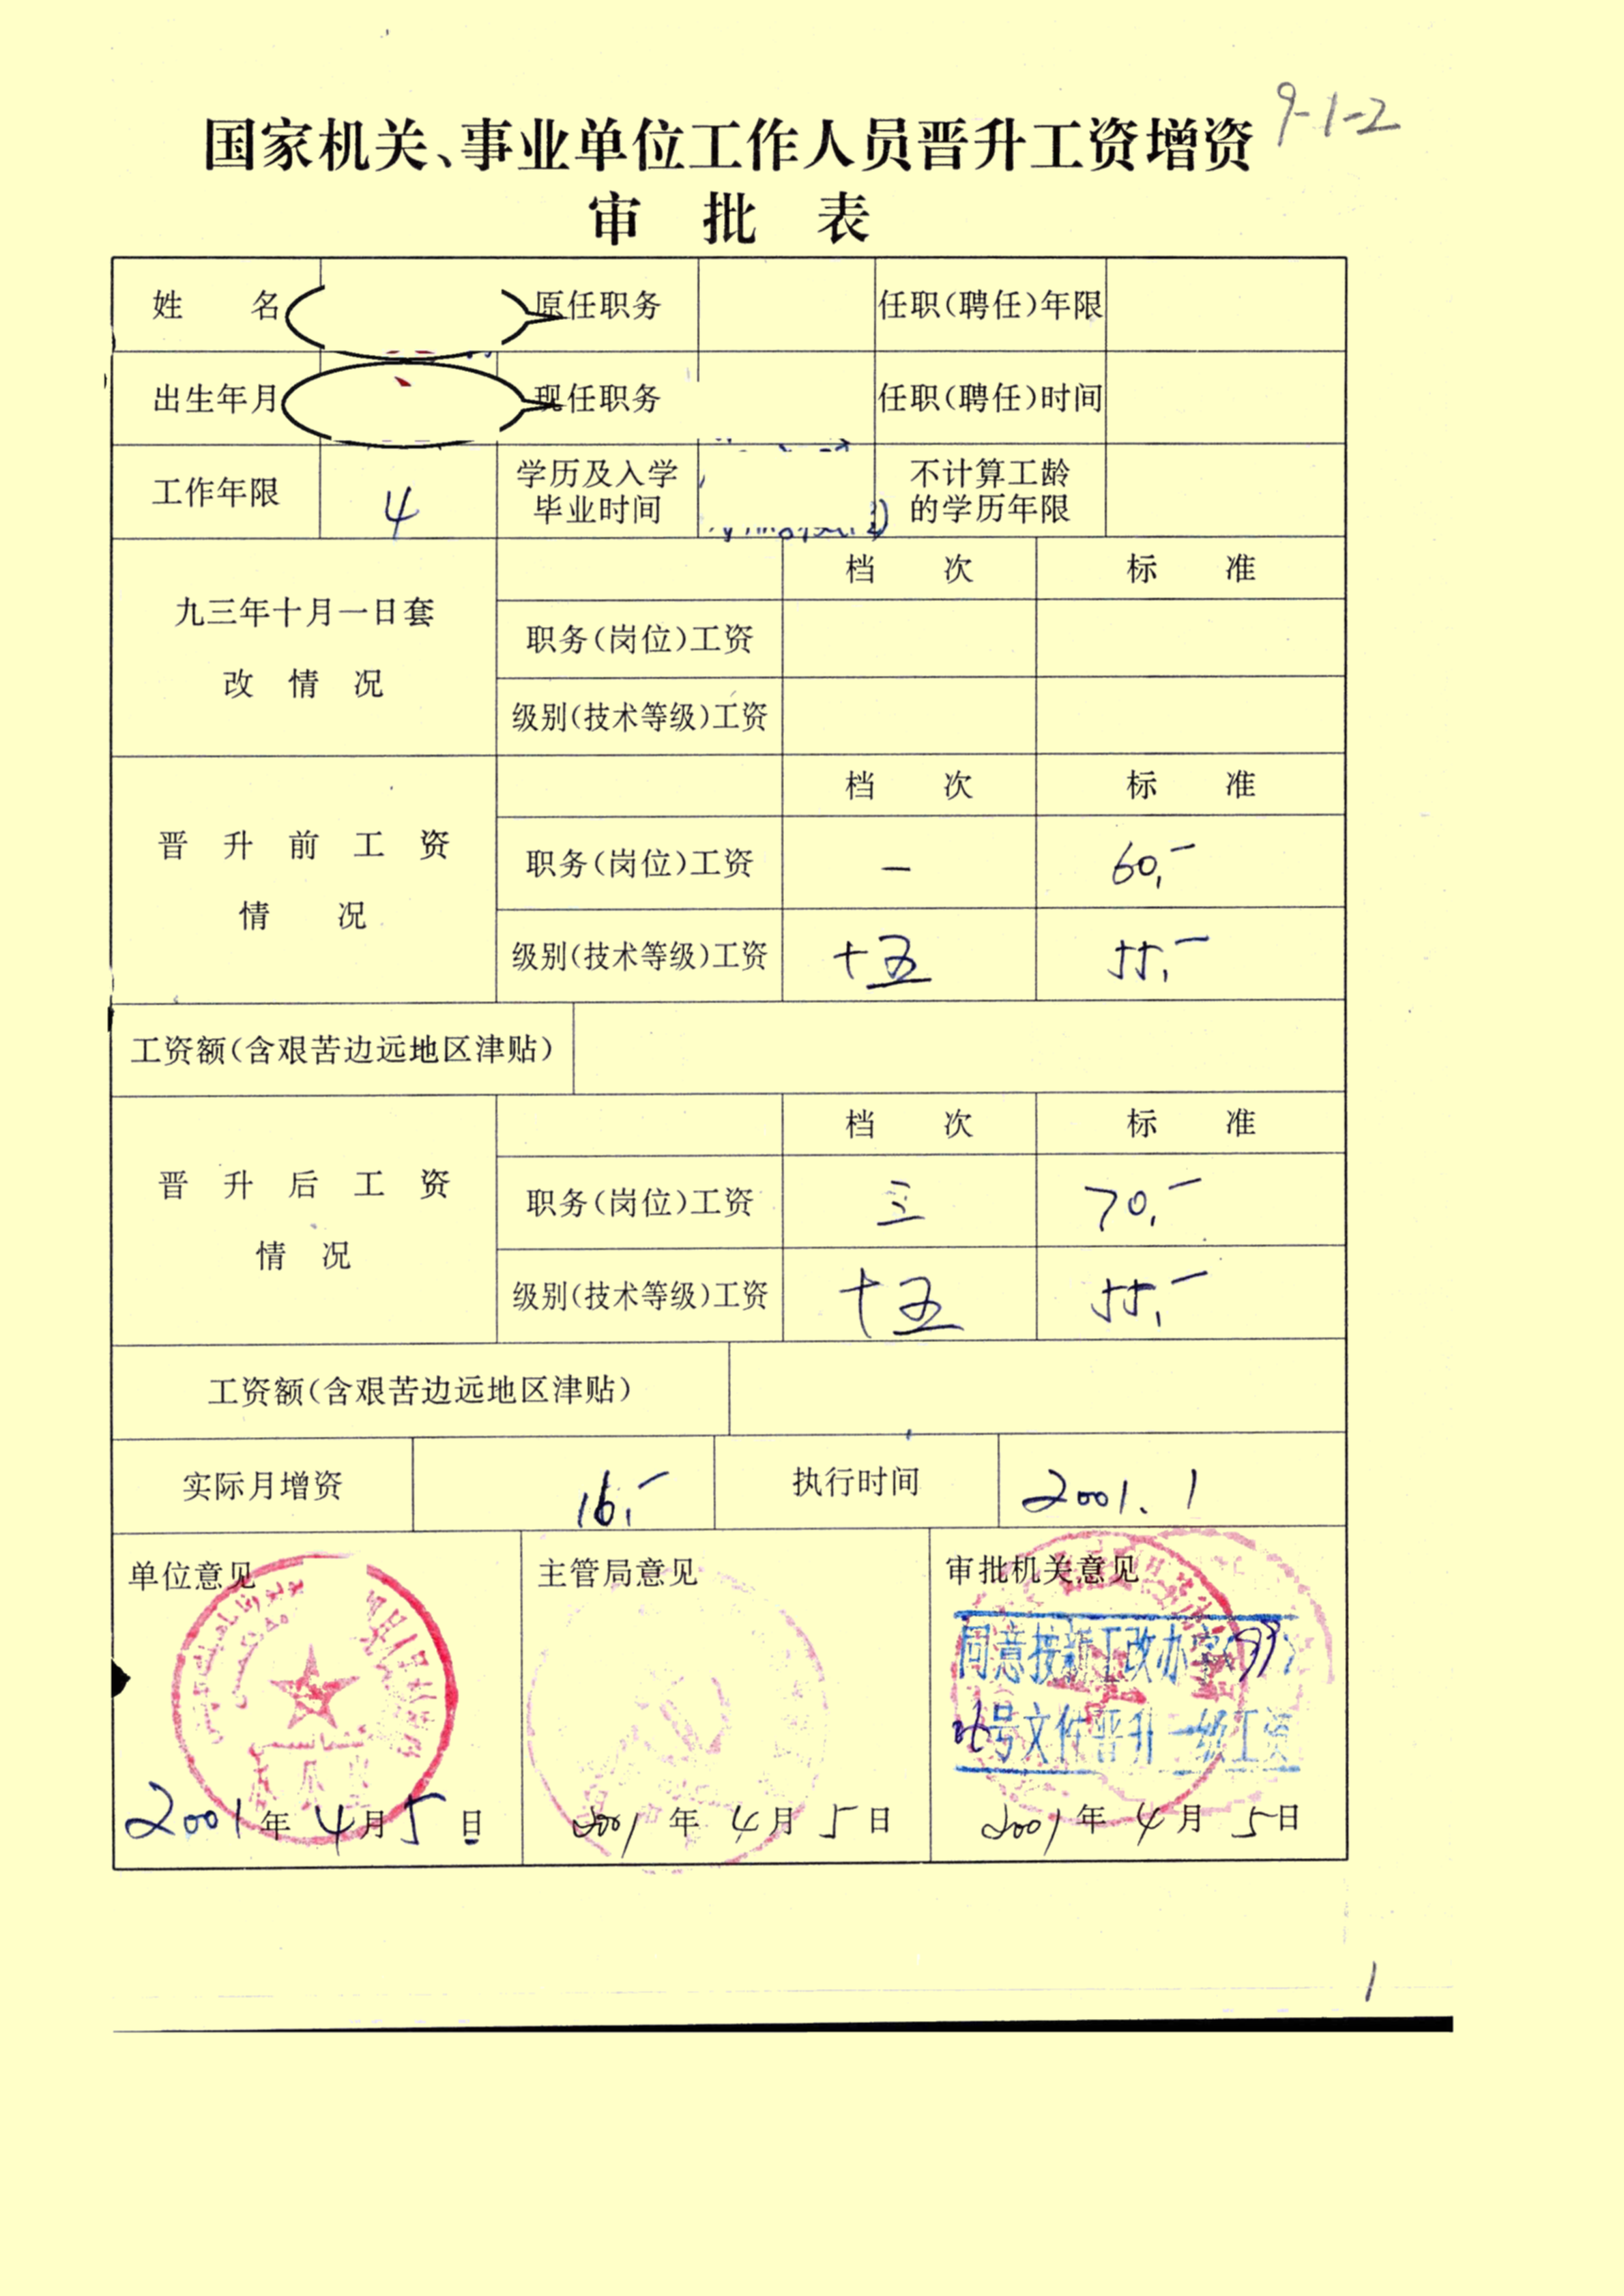 9-1-2
国家机关、事业单位工作人员晋升工资增资
审 批 表
姓 名 原任职务 任职(聘任)年限
出生年月 现任职务 任职(聘任)时间
工作年限 4 学历及入学毕业时间 不计算工龄的学历年限
九三年十月一日套改情况 档 次 标 准
职务(岗位)工资
级别(技术等级)工资
晋升前工资情况 档 次 标 准
职务(岗位)工资 一 60.-
级别(技术等级)工资 十五 55.-
工资额(含艰苦边远地区津贴)
晋升后工资情况 档 次 标 准
职务(岗位)工资 三 70.-
级别(技术等级)工资 十五 55.-
工资额(含艰苦边远地区津贴)
实际月增资 16.- 执行时间 2001.1
单位意见 主管局意见 审批机关意见
同意按新工改办字(99)
号文件晋升一级工资
2001年4月5日 2001年4月5日 2001年4月5日
1